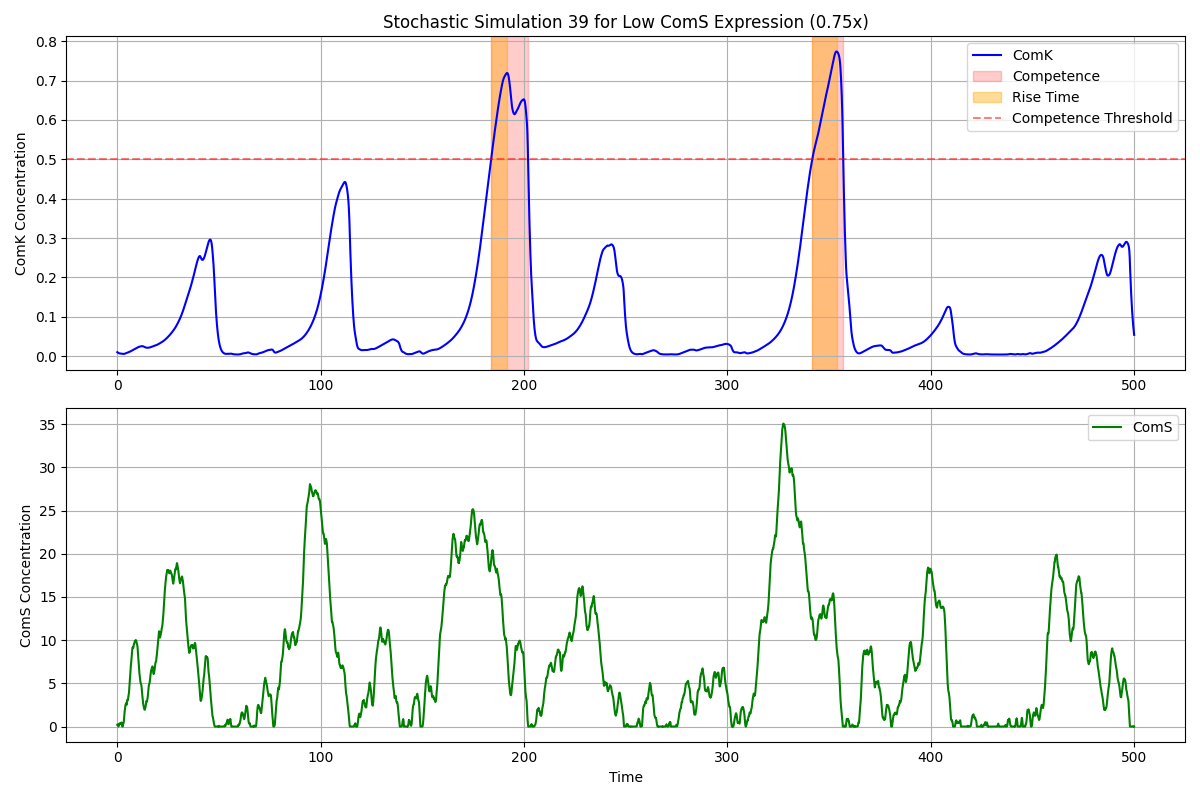 Stochastic Simulation 39 for Low ComS Expression (0.75x)
0.8
0.7
0.6
0.5
0.4
0.3
0.2
0.1
0.0
ComK Concentration
ComK
Competence
Rise Time
Competence Threshold
0 100 200 300 400 500
35
30
25
20
15
10
5
0
ComS Concentration
ComS
0 100 200 300 400 500
Time